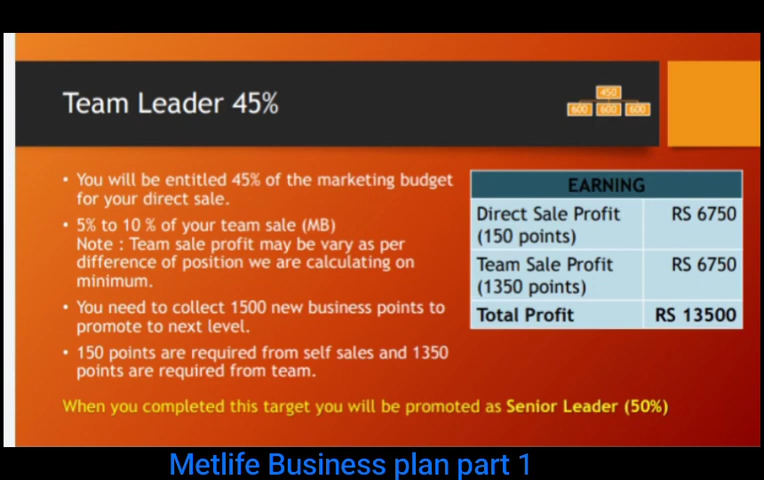 Team Leader 45%
450
600 600 600
• You will be entitled 45% of the marketing budget
for your direct sale.
• 5% to 10 % of your team sale (MB)
Note : Team sale profit may be vary as per
difference of position we are calculating on
minimum.
• You need to collect 1500 new business points to
promote to next level.
• 150 points are required from self sales and 1350
points are required from team.
EARNING
Direct Sale Profit RS 6750
(150 points)
Team Sale Profit RS 6750
(1350 points)
Total Profit RS 13500
When you completed this target you will be promoted as Senior Leader (50%)
Metlife Business plan part 1